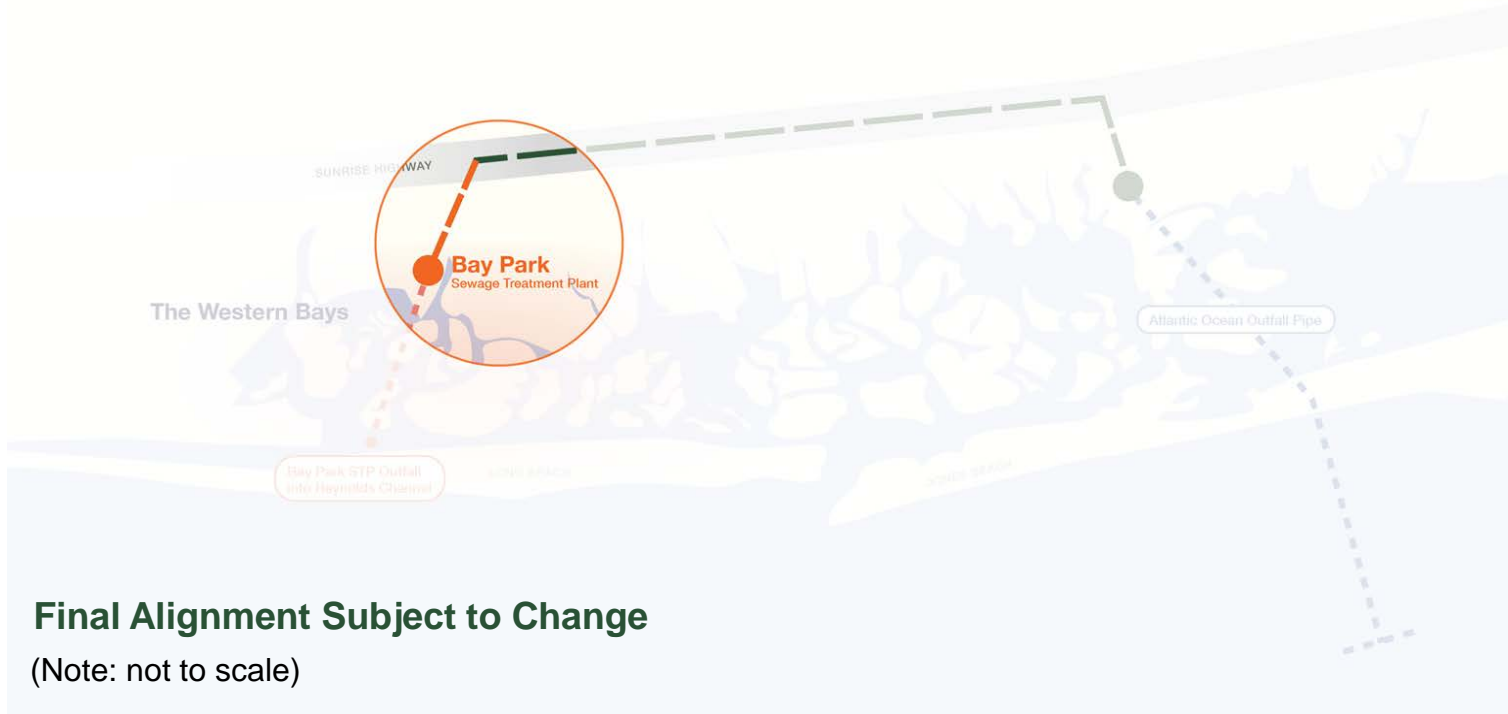 SUNRISE HIGHWAY
Bay Park
Sewage Treatment Plant
The Western Bays
Atlantic Ocean Outfall Pipe
Bay Park STP Outfall
into Reynolds Channel
LONG BEACH
JONES BEACH
Final Alignment Subject to Change
(Note: not to scale)